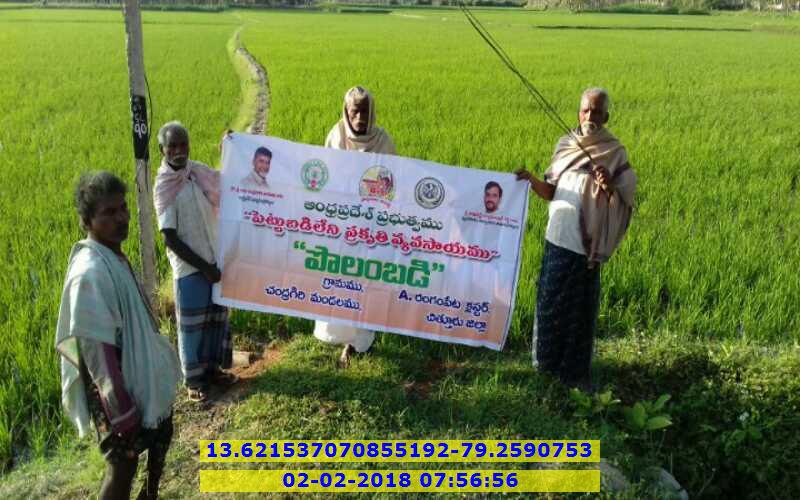 ఆంధ్రప్రదేశ్ ప్రభుత్వము
"పెట్టుబడిలేని ప్రకృతి వ్యవసాయము"
"పొలంబడి"
గ్రామము, A. రంగంపేట క్లస్టర్,
చంద్రగిరి మండలము, చిత్తూరు జిల్లా
13.621537070855192-79.2590753
02-02-2018 07:56:56